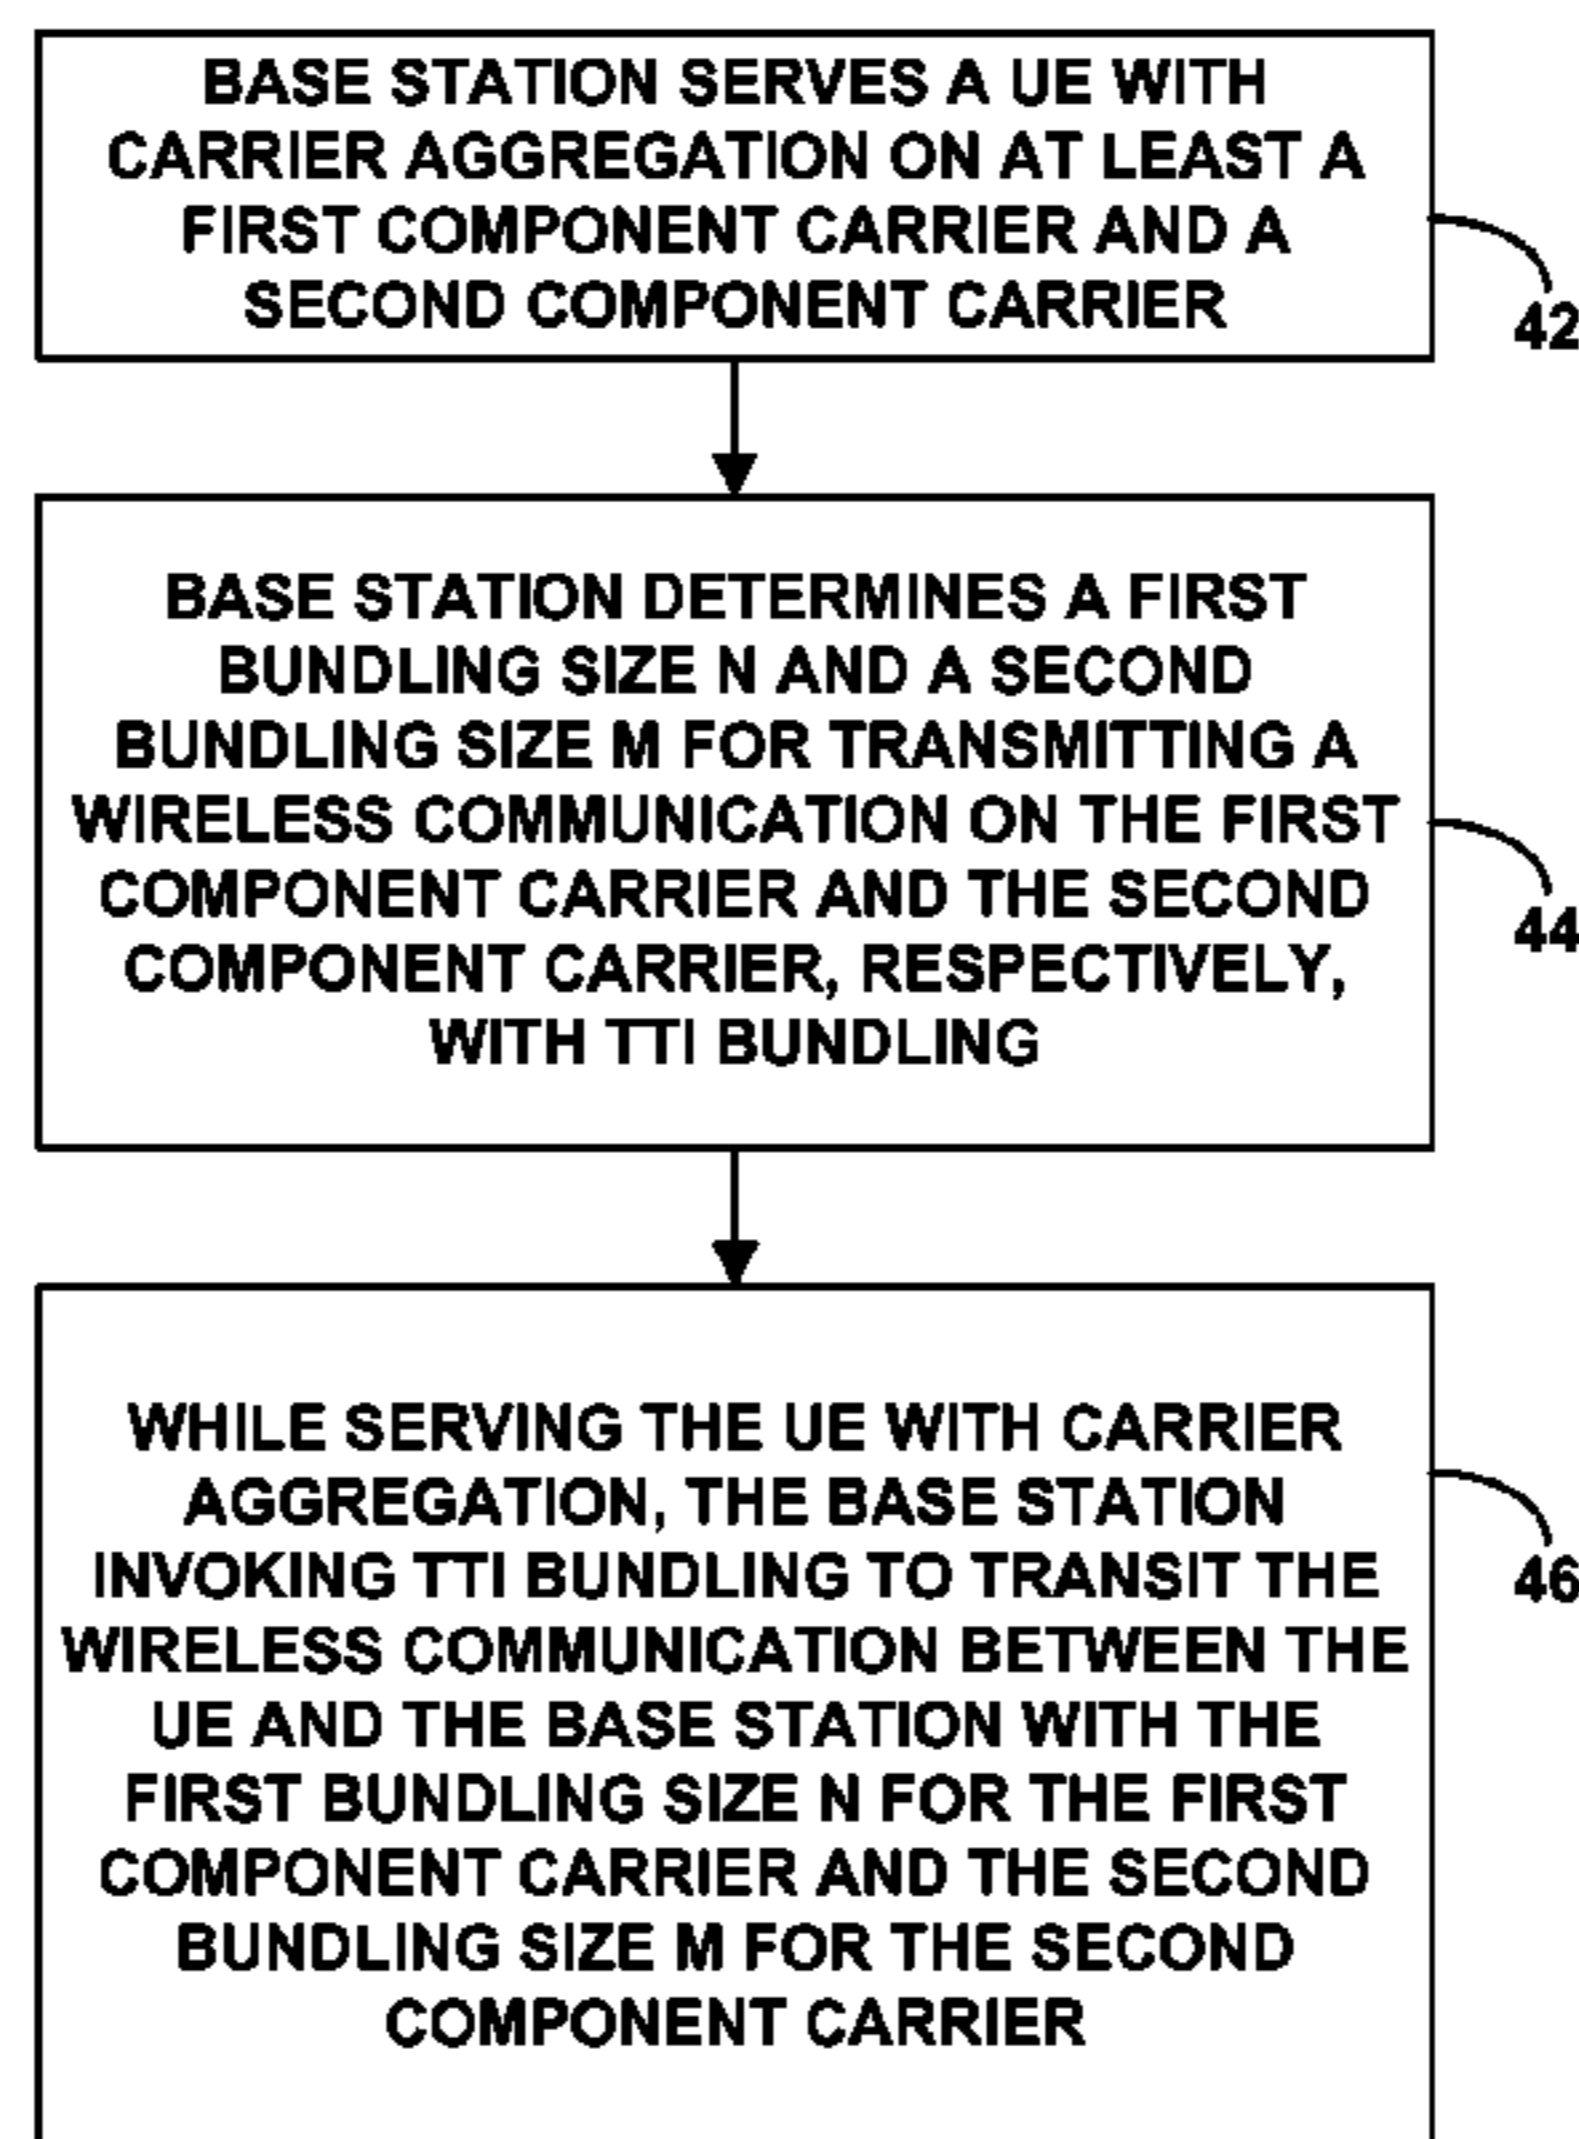 BASE STATION SERVES A UE WITH
CARRIER AGGREGATION ON AT LEAST A
FIRST COMPONENT CARRIER AND A
SECOND COMPONENT CARRIER
42
BASE STATION DETERMINES A FIRST
BUNDLING SIZE N AND A SECOND
BUNDLING SIZE M FOR TRANSMITTING A
WIRELESS COMMUNICATION ON THE FIRST
COMPONENT CARRIER AND THE SECOND
COMPONENT CARRIER, RESPECTIVELY,
WITH TTI BUNDLING
44
WHILE SERVING THE UE WITH CARRIER
AGGREGATION, THE BASE STATION
INVOKING TTI BUNDLING TO TRANSIT THE
WIRELESS COMMUNICATION BETWEEN THE
UE AND THE BASE STATION WITH THE
FIRST BUNDLING SIZE N FOR THE FIRST
COMPONENT CARRIER AND THE SECOND
BUNDLING SIZE M FOR THE SECOND
COMPONENT CARRIER
46